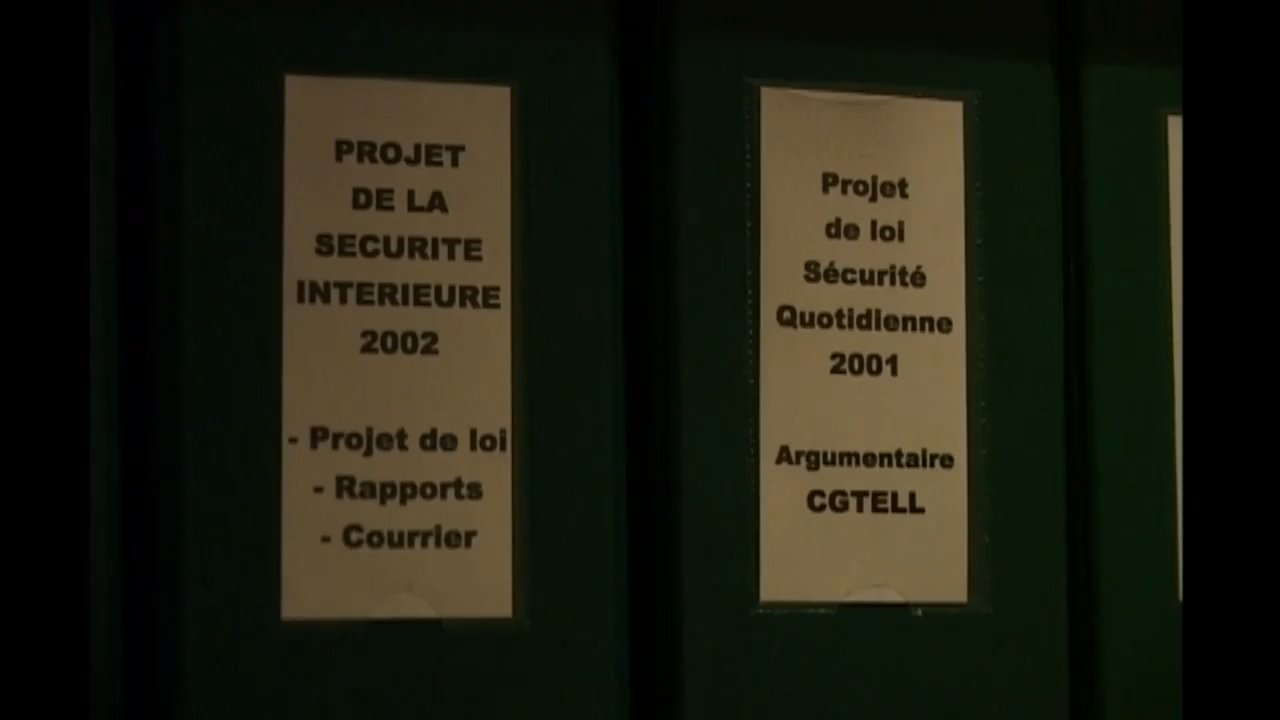 PROJET
DE LA
SECURITE
INTERIEURE
2002
- Projet de loi
- Rapports
- Courrier
Projet
de loi
Sécurité
Quotidienne
2001
Argumentaire
CGTELL